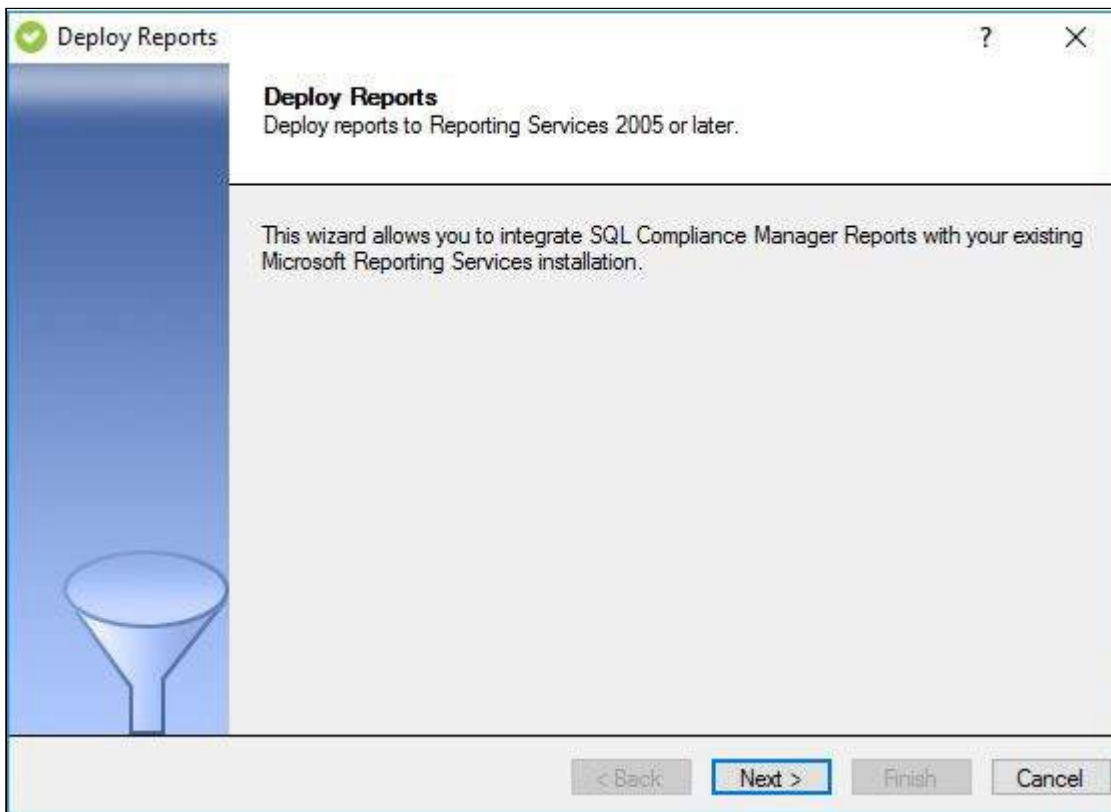 Deploy Reports
?
Deploy Reports
Deploy reports to Reporting Services 2005 or later.
This wizard allows you to integrate SQL Compliance Manager Reports with your existing
Microsoft Reporting Services installation.
< Back
Next >
Finish
Cancel